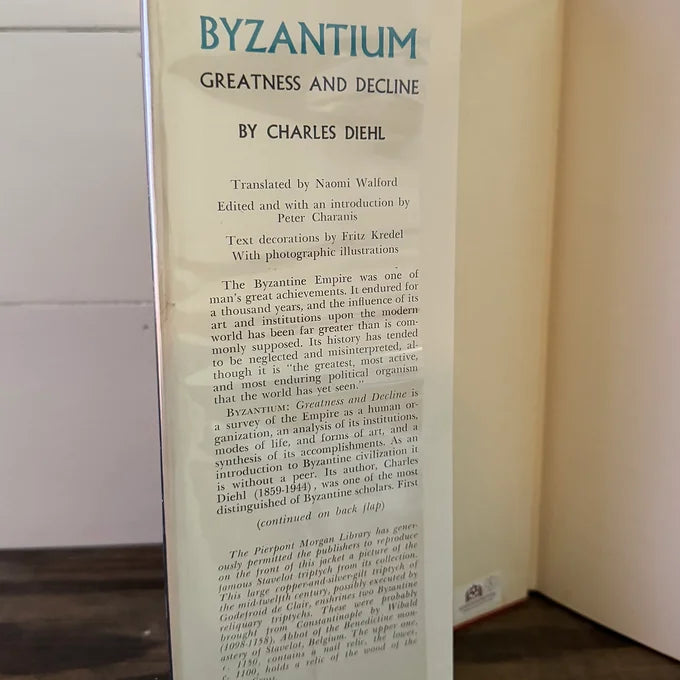 BYZANTIUM
GREATNESS AND DECLINE
BY CHARLES DIEHL
Translated by Naomi Walford
Edited and with an introduction by
Peter Charanis
Text decorations by Fritz Kredel
With photographic illustrations
The Byzantine Empire was one of
man's great achievements. It endured for
a thousand years, and the influence of its
art and institutions upon the modern
world has been far greater than is com-
monly supposed. Its history has tended
to be neglected and misinterpreted, al-
though it is "the greatest, most active,
and most enduring political organism
that the world has yet seen."
BYZANTIUM: Greatness and Decline is
a survey of the Empire as a human or-
ganization, an analysis of its institutions,
modes of life, and forms of art, and a
synthesis of its accomplishments. As an
introduction to Byzantine civilization it
is without a peer. Its author, Charles
Diehl (1859-1944), was one of the most
distinguished of Byzantine scholars. First
(continued on back flap)
The Pierpont Morgan Library has gener-
ously permitted the publishers to reproduce
on the front of this jacket a picture of the
famous Stavelot triptych from its collection.
This large copper-and-silver-gilt triptych of
the mid-twelfth century, possibly executed by
Godefroid de Clair, enshrines two Byzantine
reliquary triptychs. These were probably
brought from Constantinople by Wibald
(1098-1158), Abbot of the Benedictine mon-
astery of Stavelot, Belgium. The upper one,
c. 1150, contains a nail relic, the lower,
c. 1100, holds a relic of the wood of the